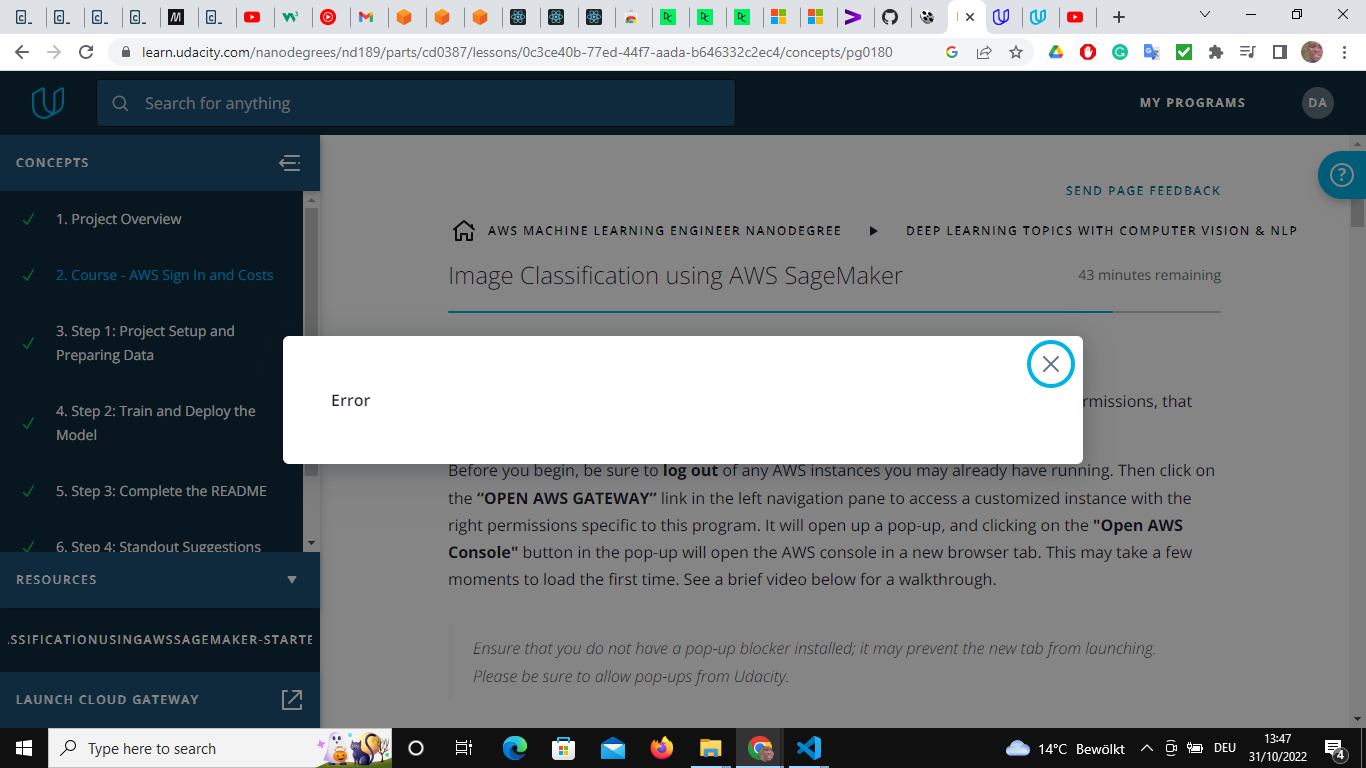 learn.udacity.com/nanodegrees/nd189/parts/cd0387/lessons/0c3ce40b-77ed-44f7-aada-b646332c2ec4/concepts/pg0180
Search for anything
MY PROGRAMS
DA
CONCEPTS
1. Project Overview
2. Course - AWS Sign In and Costs
3. Step 1: Project Setup and
Preparing Data
4. Step 2: Train and Deploy the
Model
5. Step 3: Complete the README
6. Step 4: Standout Suggestions
RESOURCES
SSIFICATIONUSINGAWSSAGEMAKER-STARTE
LAUNCH CLOUD GATEWAY
SEND PAGE FEEDBACK
AWS MACHINE LEARNING ENGINEER NANODEGREE
DEEP LEARNING TOPICS WITH COMPUTER VISION & NLP
Image Classification using AWS SageMaker
43 minutes remaining
Error
rmissions, that
Before you begin, be sure to log out of any AWS instances you may already have running. Then click on
the “OPEN AWS GATEWAY” link in the left navigation pane to access a customized instance with the
right permissions specific to this program. It will open up a pop-up, and clicking on the "Open AWS
Console" button in the pop-up will open the AWS console in a new browser tab. This may take a few
moments to load the first time. See a brief video below for a walkthrough.
Ensure that you do not have a pop-up blocker installed; it may prevent the new tab from launching.
Please be sure to allow pop-ups from Udacity.
Type here to search
14°C Bewölkt
DEU
13:47
31/10/2022
4